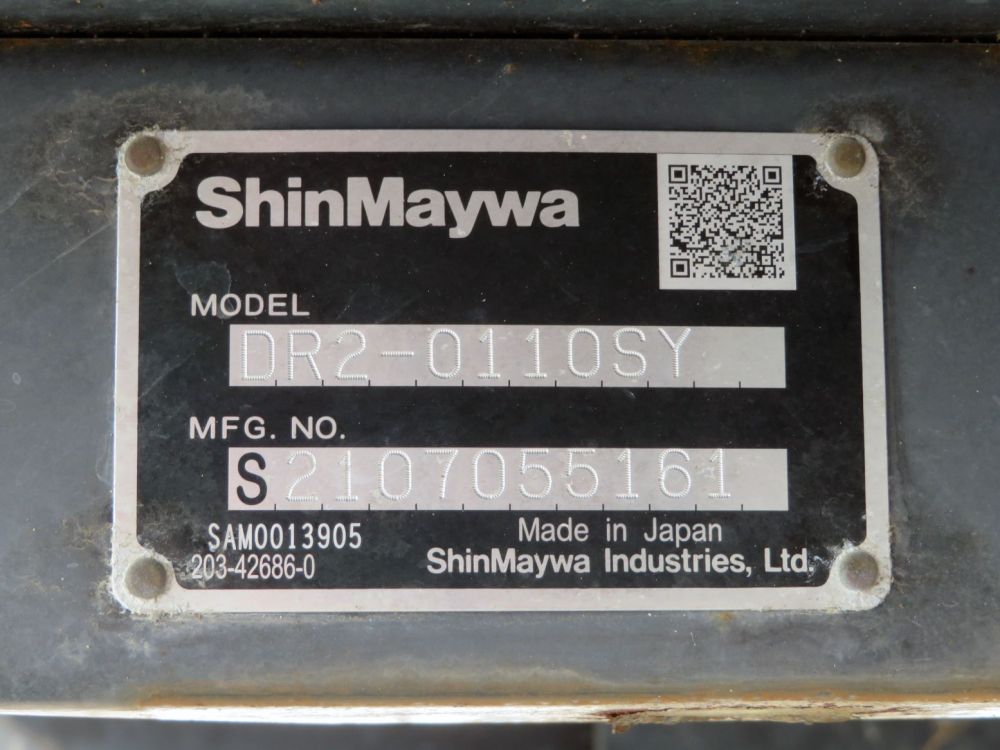 ShinMaywa
MODEL
DR2-0110SY
MFG. NO.
S2107055161
SAM0013905
203-42686-0
Made in Japan
ShinMaywa Industries, Ltd.